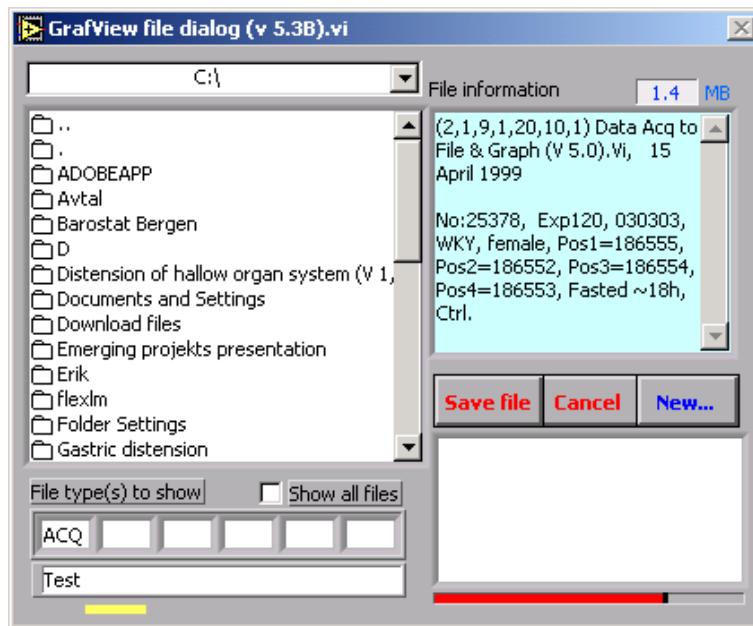 GrafView file dialog (v 5.3B).vi
C:\
File information
1.4 MB
..
.
ADOBEAPP
Avtal
Barostat Bergen
D
Distension of hallow organ system (V 1,
Documents and Settings
Download files
Emerging projekts presentation
Erik
flexlm
Folder Settings
Gastric distension
(2,1,9,1,20,10,1) Data Acq to
File & Graph (V 5.0).Vi, 15
April 1999
No:25378, Exp120, 030303,
WKY, female, Pos1=186555,
Pos2=186552, Pos3=186554,
Pos4=186553, Fasted ~18h,
Ctrl.
Save file
Cancel
New...
File type(s) to show
Show all files
ACQ
Test